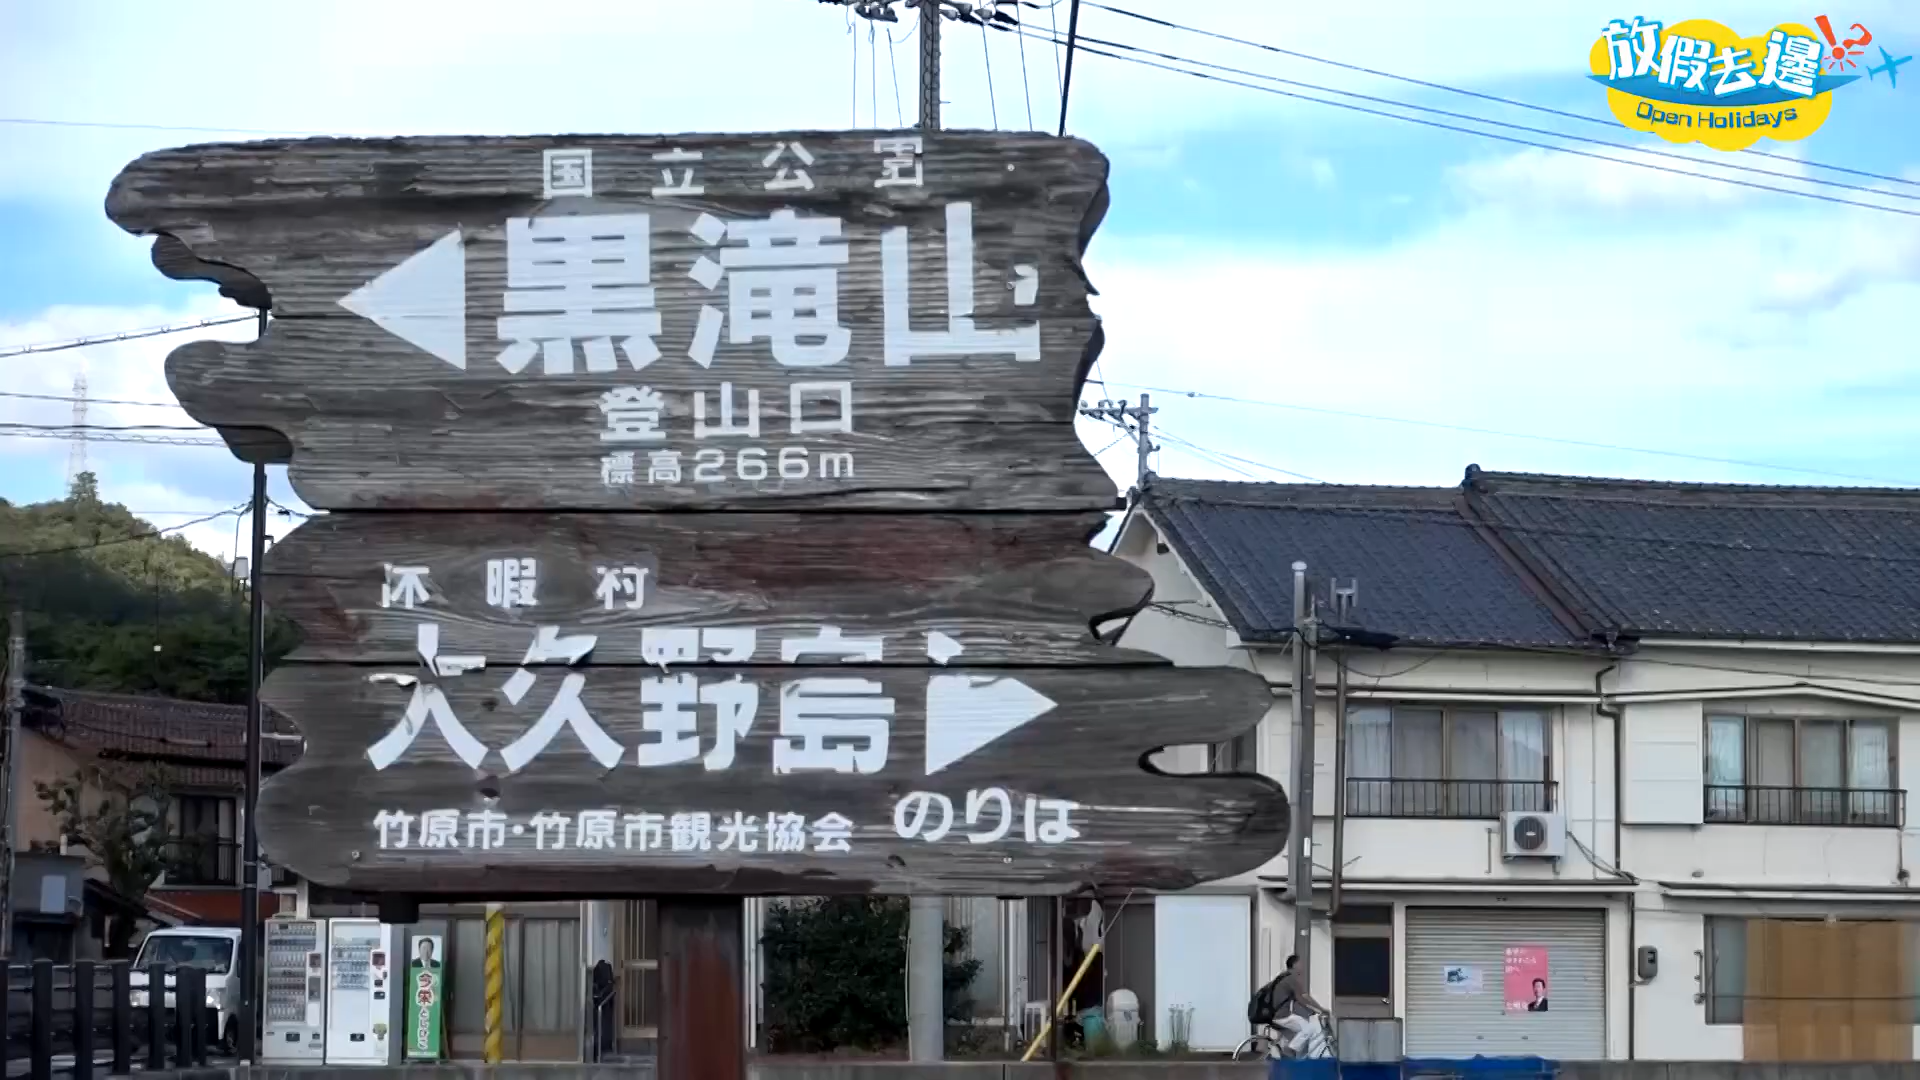 放假去邊!?
Open Holidays
国立公園
黒滝山
登山口
標高266m
休暇村
大久野島
のりば
竹原市・竹原市観光協会